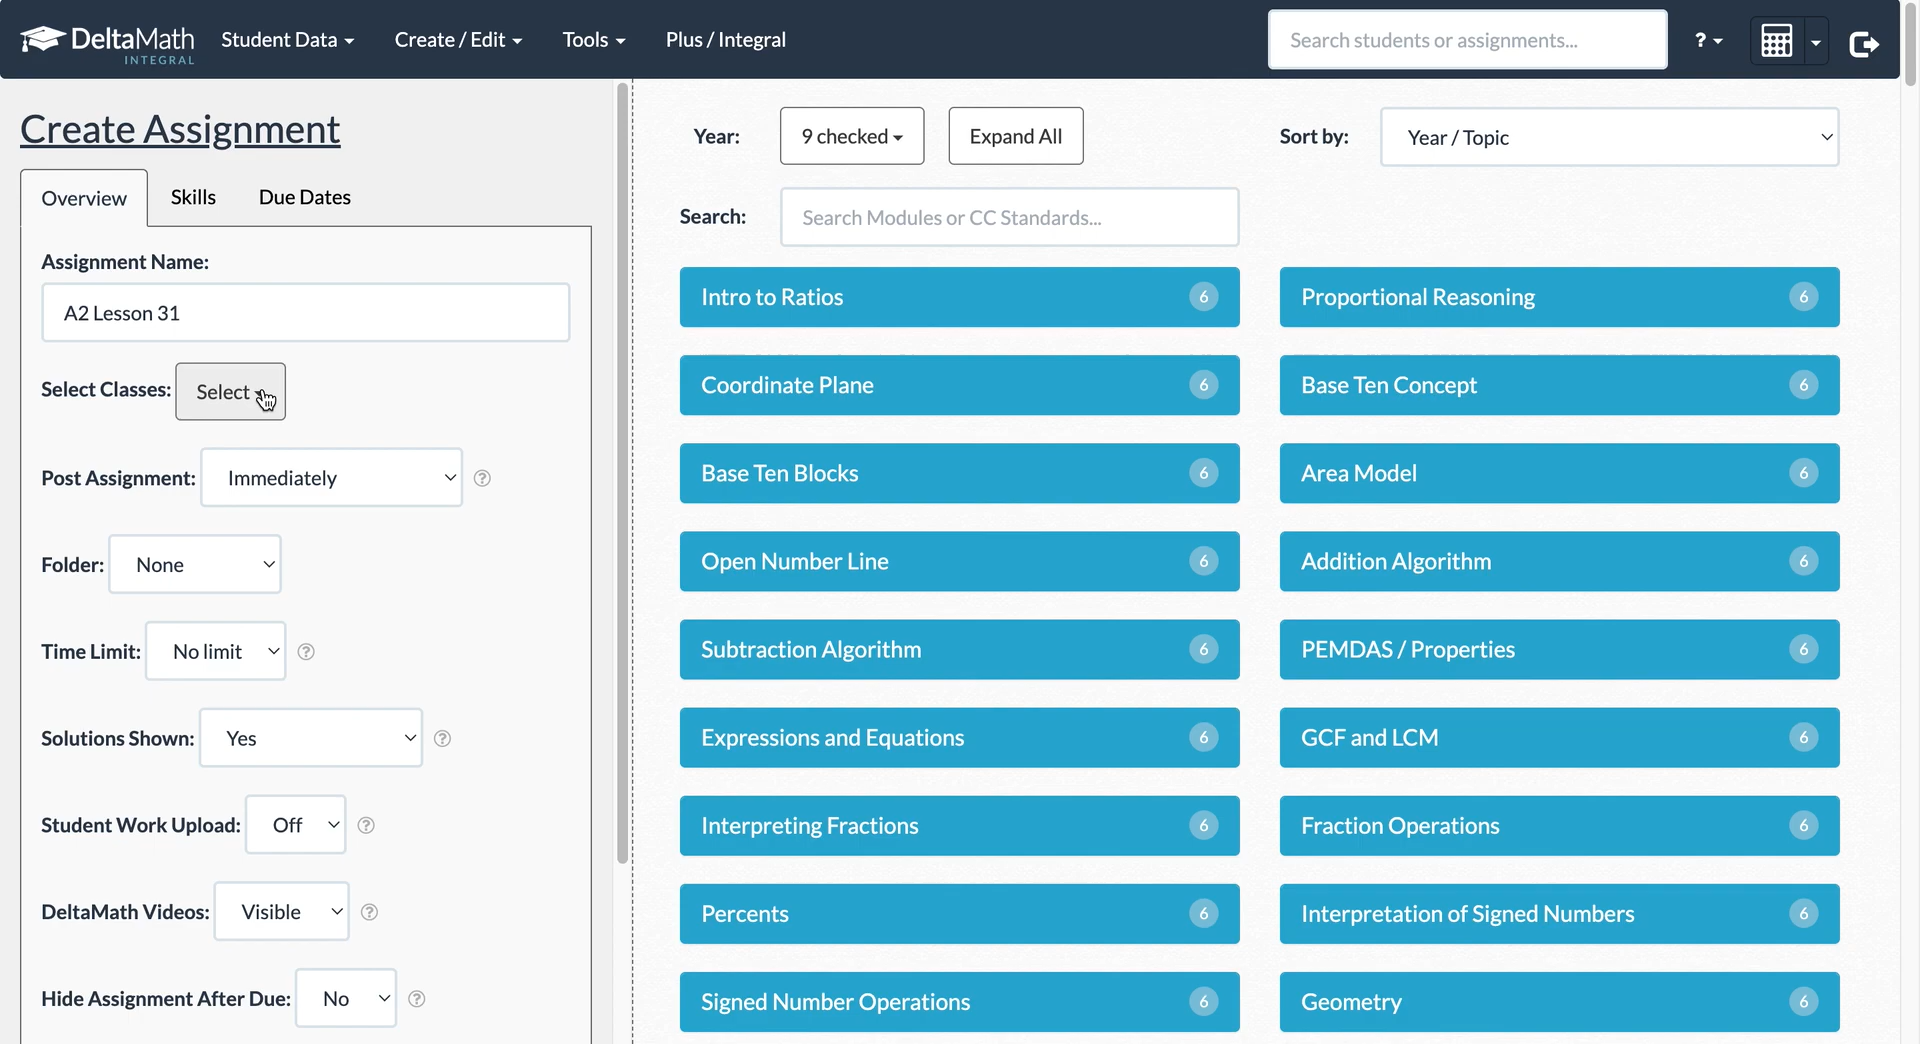 DeltaMath
INTEGRAL
Student Data
Create / Edit
Tools
Plus / Integral
Search students or assignments...
?
Create Assignment
Overview
Skills
Due Dates
Assignment Name:
A2 Lesson 31
Select Classes: Select
Post Assignment: Immediately ?
Folder: None
Time Limit: No limit ?
Solutions Shown: Yes ?
Student Work Upload: Off ?
DeltaMath Videos: Visible ?
Hide Assignment After Due: No ?
Year: 9 checked Expand All
Sort by: Year / Topic
Search: Search Modules or CC Standards...
Intro to Ratios 6
Proportional Reasoning 6
Coordinate Plane 6
Base Ten Concept 6
Base Ten Blocks 6
Area Model 6
Open Number Line 6
Addition Algorithm 6
Subtraction Algorithm 6
PEMDAS / Properties 6
Expressions and Equations 6
GCF and LCM 6
Interpreting Fractions 6
Fraction Operations 6
Percents 6
Interpretation of Signed Numbers 6
Signed Number Operations 6
Geometry 6